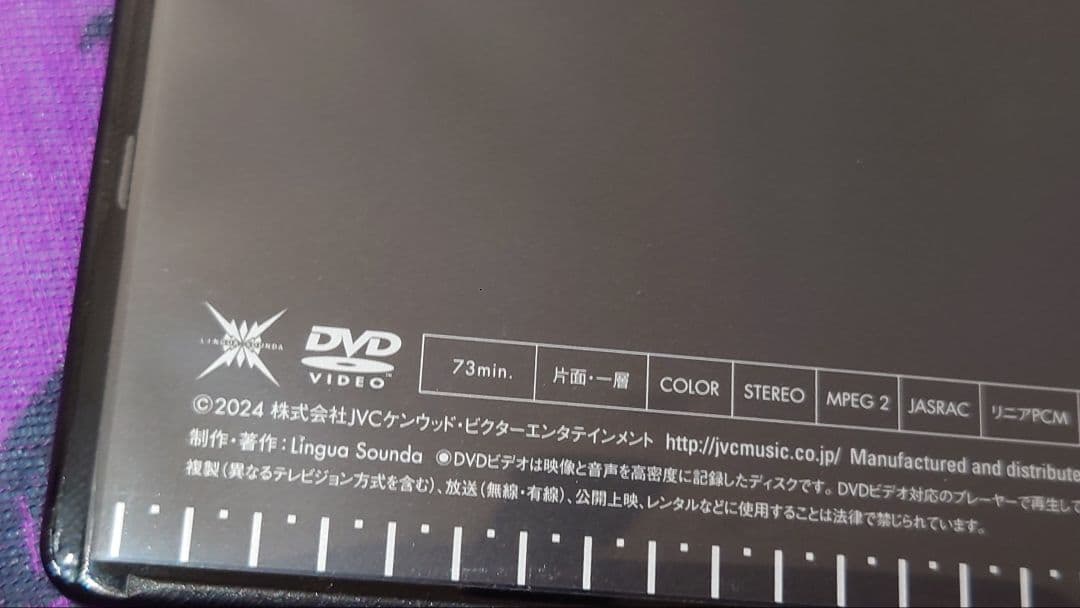 LINGUA SOUNDA
DVD
VIDEO™
73min. 片面・一層 COLOR STEREO MPEG 2 JASRAC リニアPCM
©2024 株式会社JVCケンウッド・ビクターエンタテインメント http://jvcmusic.co.jp/ Manufactured and distribute
制作・著作：Lingua Sounda ◉DVDビデオは映像と音声を高密度に記録したディスクです。DVDビデオ対応のプレーヤーで再生して
複製（異なるテレビジョン方式を含む）、放送（無線・有線）、公開上映、レンタルなどに使用することは法律で禁じられています。